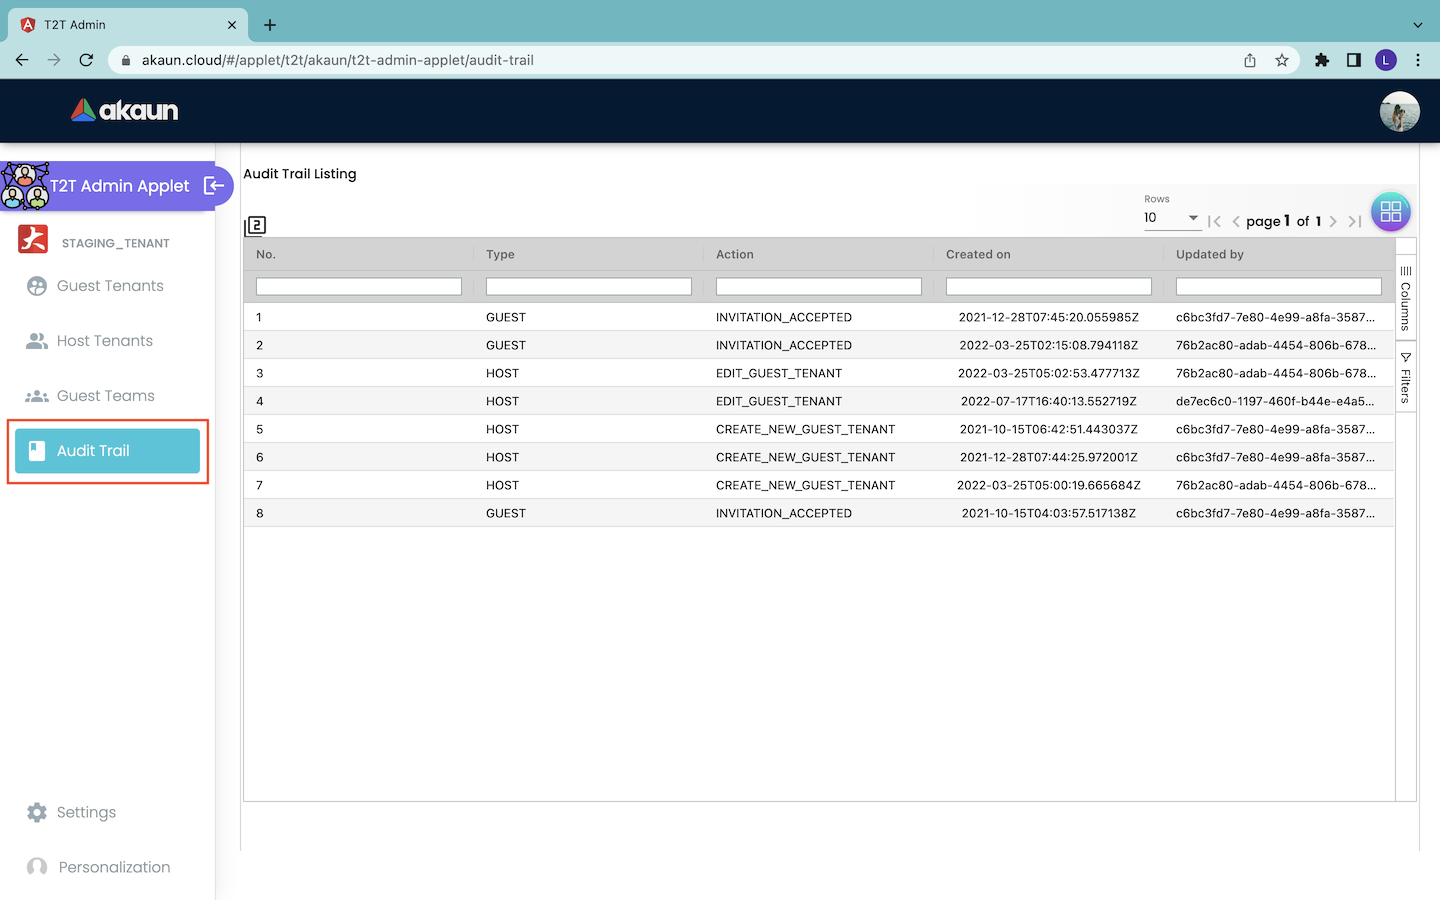 T2T Admin
akaun.cloud/#/applet/t2t/akaun/t2t-admin-applet/audit-trail
L
akaun
T2T Admin Applet
STAGING_TENANT
Guest Tenants
Host Tenants
Guest Teams
Audit Trail
Settings
Personalization
Audit Trail Listing
2
Rows
10
page 1 of 1
No. Type Action Created on Updated by
1 GUEST INVITATION_ACCEPTED 2021-12-28T07:45:20.055985Z c6bc3fd7-7e80-4e99-a8fa-3587...
2 GUEST INVITATION_ACCEPTED 2022-03-25T02:15:08.794118Z 76b2ac80-adab-4454-806b-678...
3 HOST EDIT_GUEST_TENANT 2022-03-25T05:02:53.477713Z 76b2ac80-adab-4454-806b-678...
4 HOST EDIT_GUEST_TENANT 2022-07-17T16:40:13.552719Z de7ec6c0-1197-460f-b44e-e4a5...
5 HOST CREATE_NEW_GUEST_TENANT 2021-10-15T06:42:51.443037Z c6bc3fd7-7e80-4e99-a8fa-3587...
6 HOST CREATE_NEW_GUEST_TENANT 2021-12-28T07:44:25.972001Z c6bc3fd7-7e80-4e99-a8fa-3587...
7 HOST CREATE_NEW_GUEST_TENANT 2022-03-25T05:00:19.665684Z 76b2ac80-adab-4454-806b-678...
8 GUEST INVITATION_ACCEPTED 2021-10-15T04:03:57.517138Z c6bc3fd7-7e80-4e99-a8fa-3587...
Columns
Filters